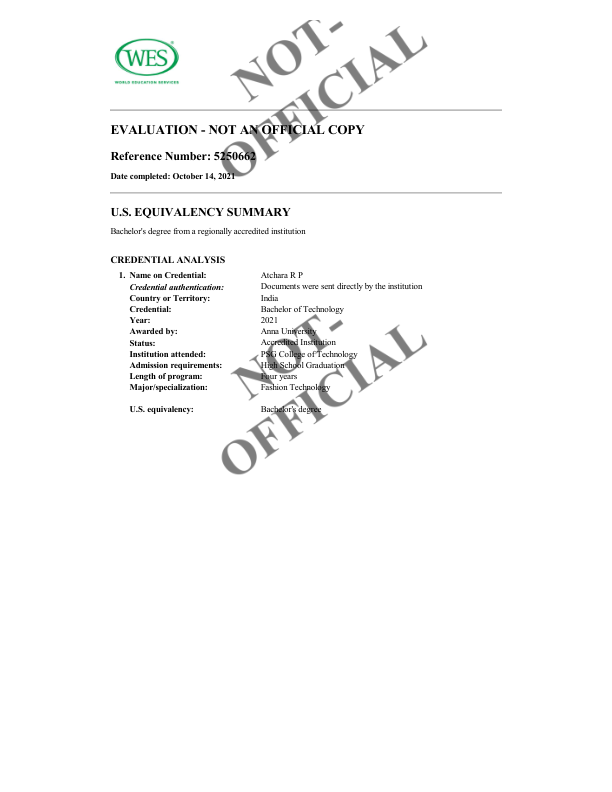 WES
WORLD EDUCATION SERVICES
NOT-
OFFICIAL
EVALUATION - NOT AN OFFICIAL COPY
Reference Number: 5250662
Date completed: October 14, 2021
U.S. EQUIVALENCY SUMMARY
Bachelor's degree from a regionally accredited institution
CREDENTIAL ANALYSIS
1. Name on Credential: Atchara R P
Credential authentication: Documents were sent directly by the institution
Country or Territory: India
Credential: Bachelor of Technology
Year: 2021
Awarded by: Anna University
Status: Accredited Institution
Institution attended: PSG College of Technology
Admission requirements: High School Graduation
Length of program: Four years
Major/specialization: Fashion Technology
U.S. equivalency: Bachelor's degree
NOT-
OFFICIAL